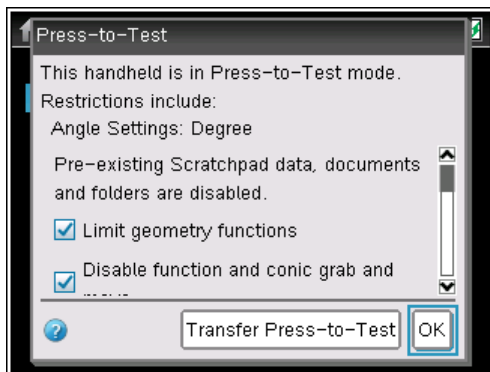 Press-to-Test
This handheld is in Press-to-Test mode.
Restrictions include:
Angle Settings: Degree
Pre-existing Scratchpad data, documents
and folders are disabled.
Limit geometry functions
Disable function and conic grab and
Transfer Press-to-Test OK